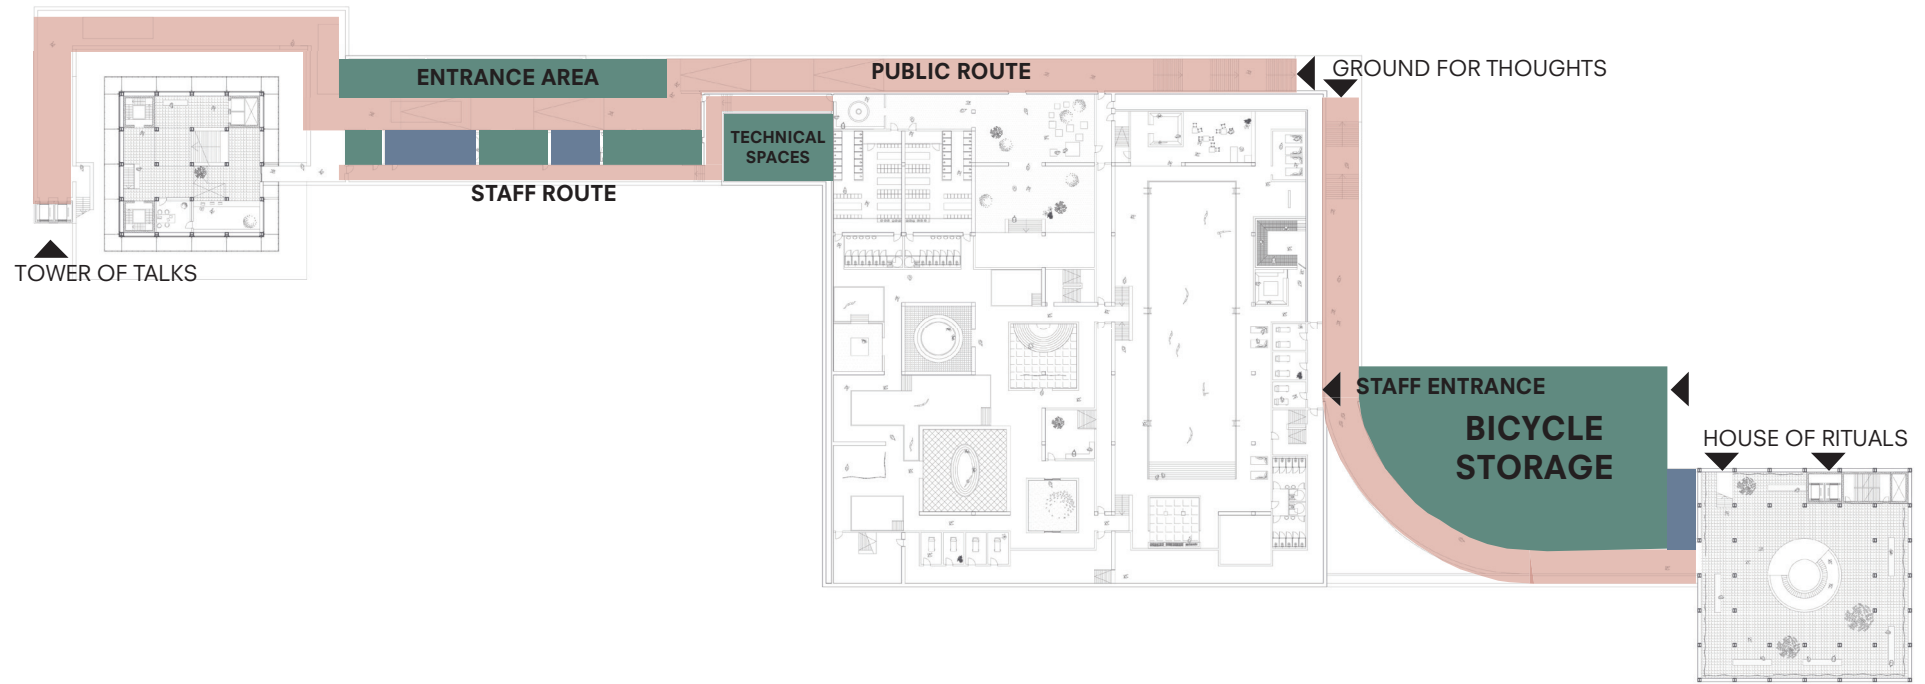 ENTRANCE AREA
PUBLIC ROUTE
GROUND FOR THOUGHTS
TECHNICAL
SPACES
STAFF ROUTE
TOWER OF TALKS
STAFF ENTRANCE
BICYCLE
STORAGE
HOUSE OF RITUALS